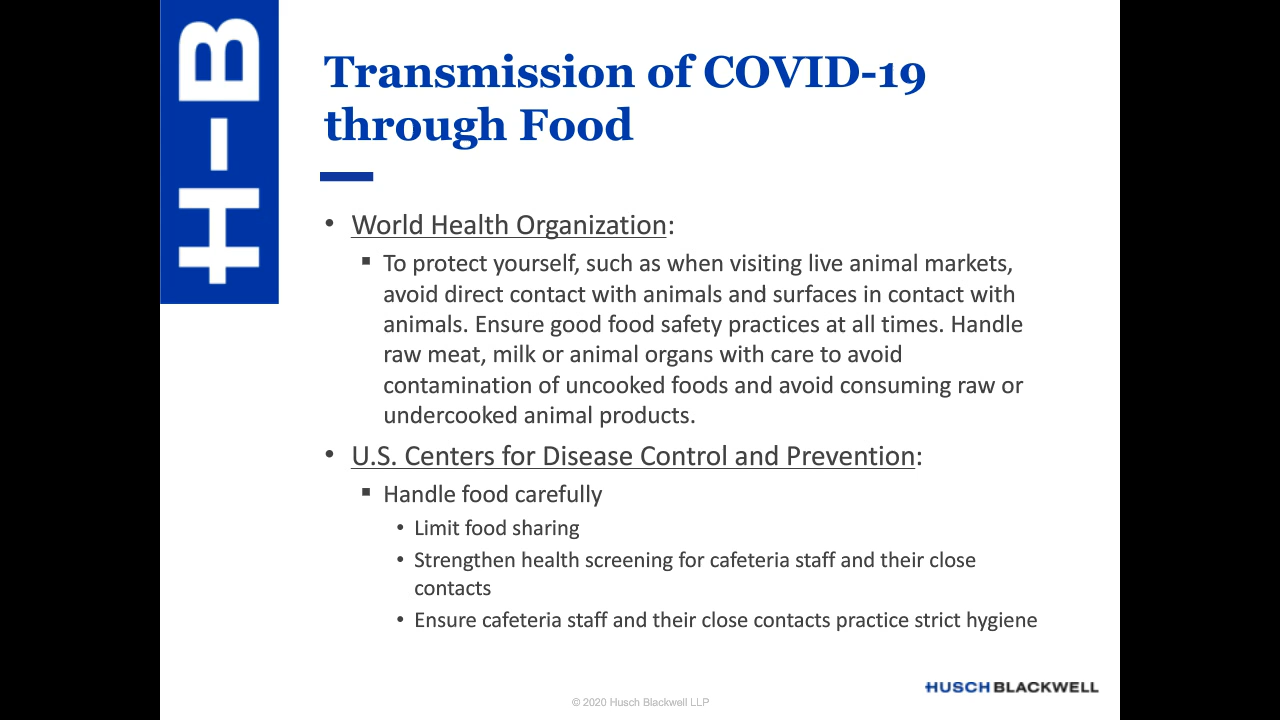 H-B
Transmission of COVID-19
through Food
• World Health Organization:
▪ To protect yourself, such as when visiting live animal markets,
avoid direct contact with animals and surfaces in contact with
animals. Ensure good food safety practices at all times. Handle
raw meat, milk or animal organs with care to avoid
contamination of uncooked foods and avoid consuming raw or
undercooked animal products.
• U.S. Centers for Disease Control and Prevention:
▪ Handle food carefully
• Limit food sharing
• Strengthen health screening for cafeteria staff and their close
contacts
• Ensure cafeteria staff and their close contacts practice strict hygiene
HUSCH BLACKWELL
© 2020 Husch Blackwell LLP